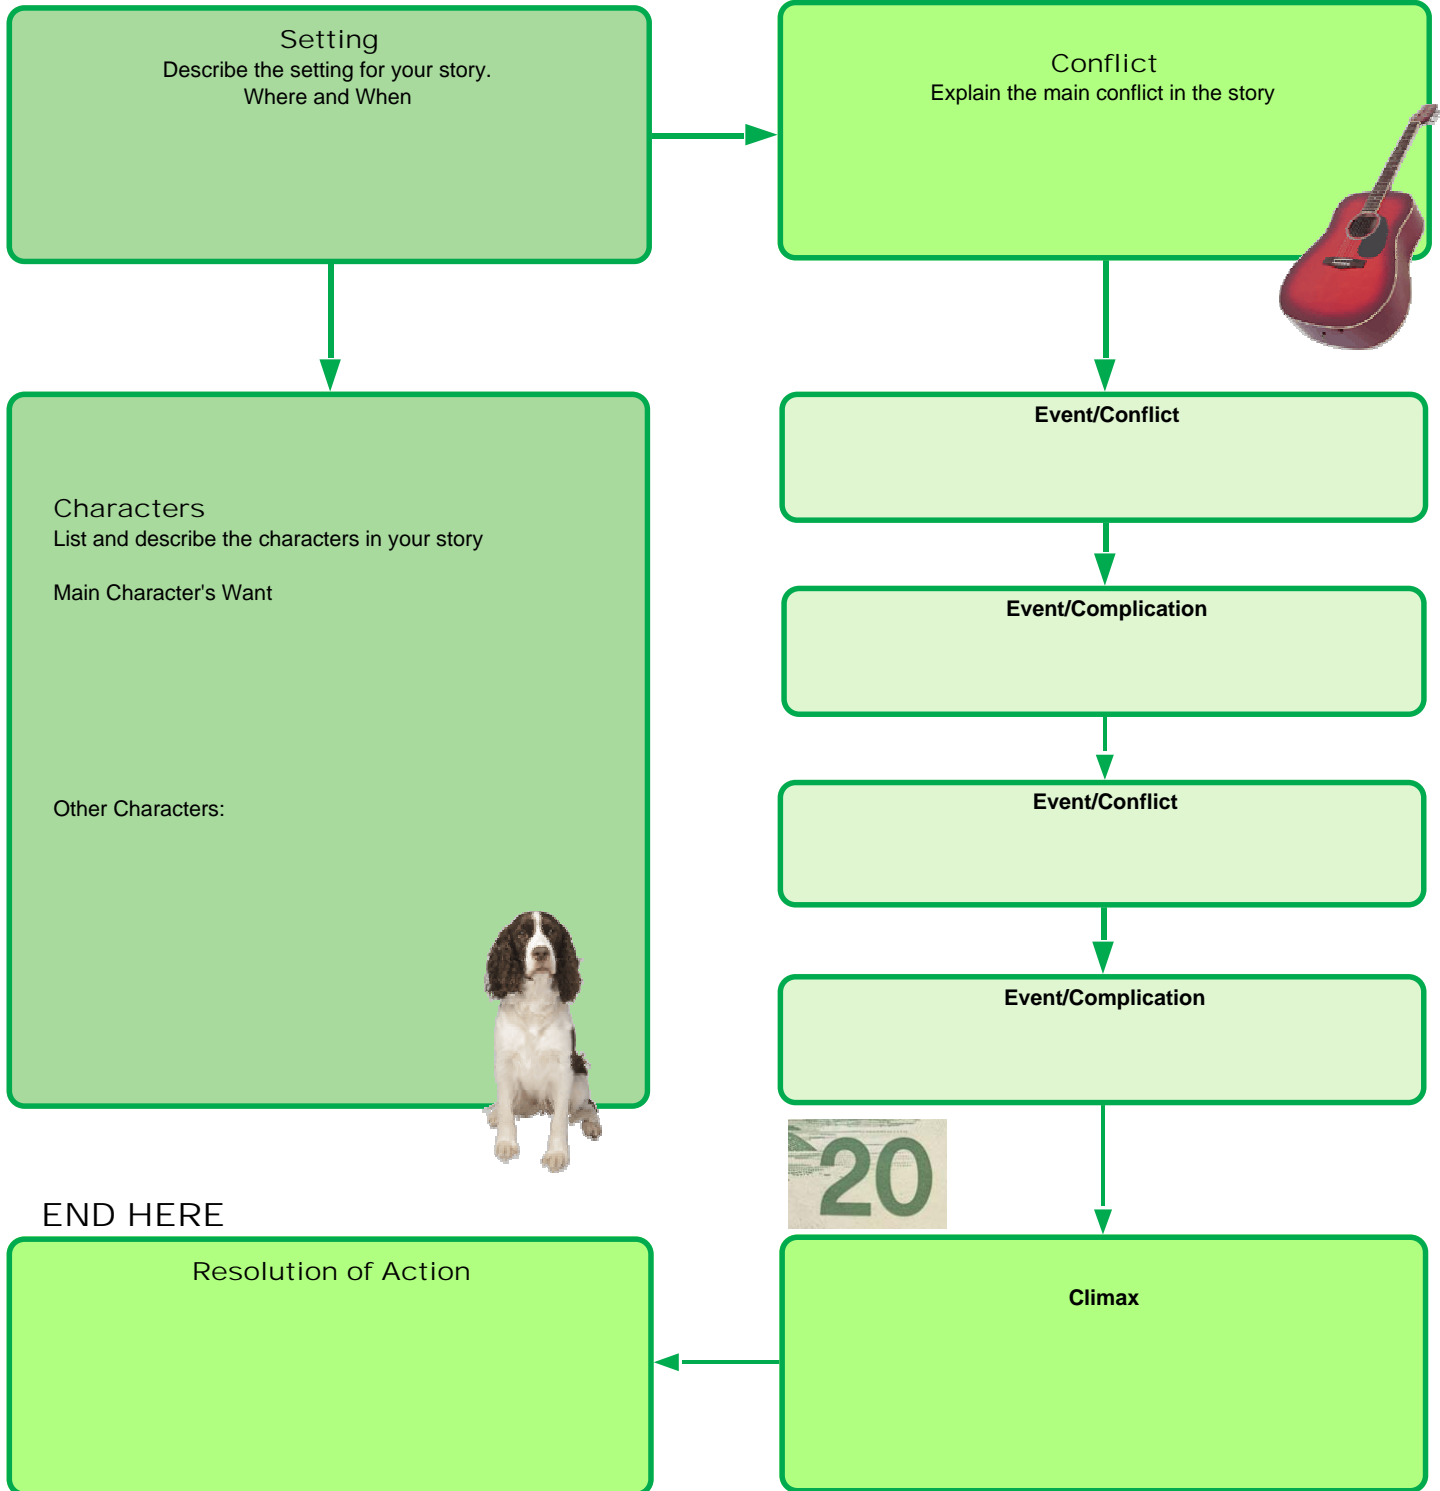 Setting
Describe the setting for your story.
Where and When
Conflict
Explain the main conflict in the story
Characters
List and describe the characters in your story
Main Character's Want
Other Characters:
Event/Conflict
Event/Complication
Event/Conflict
Event/Complication
20
Climax
END HERE
Resolution of Action